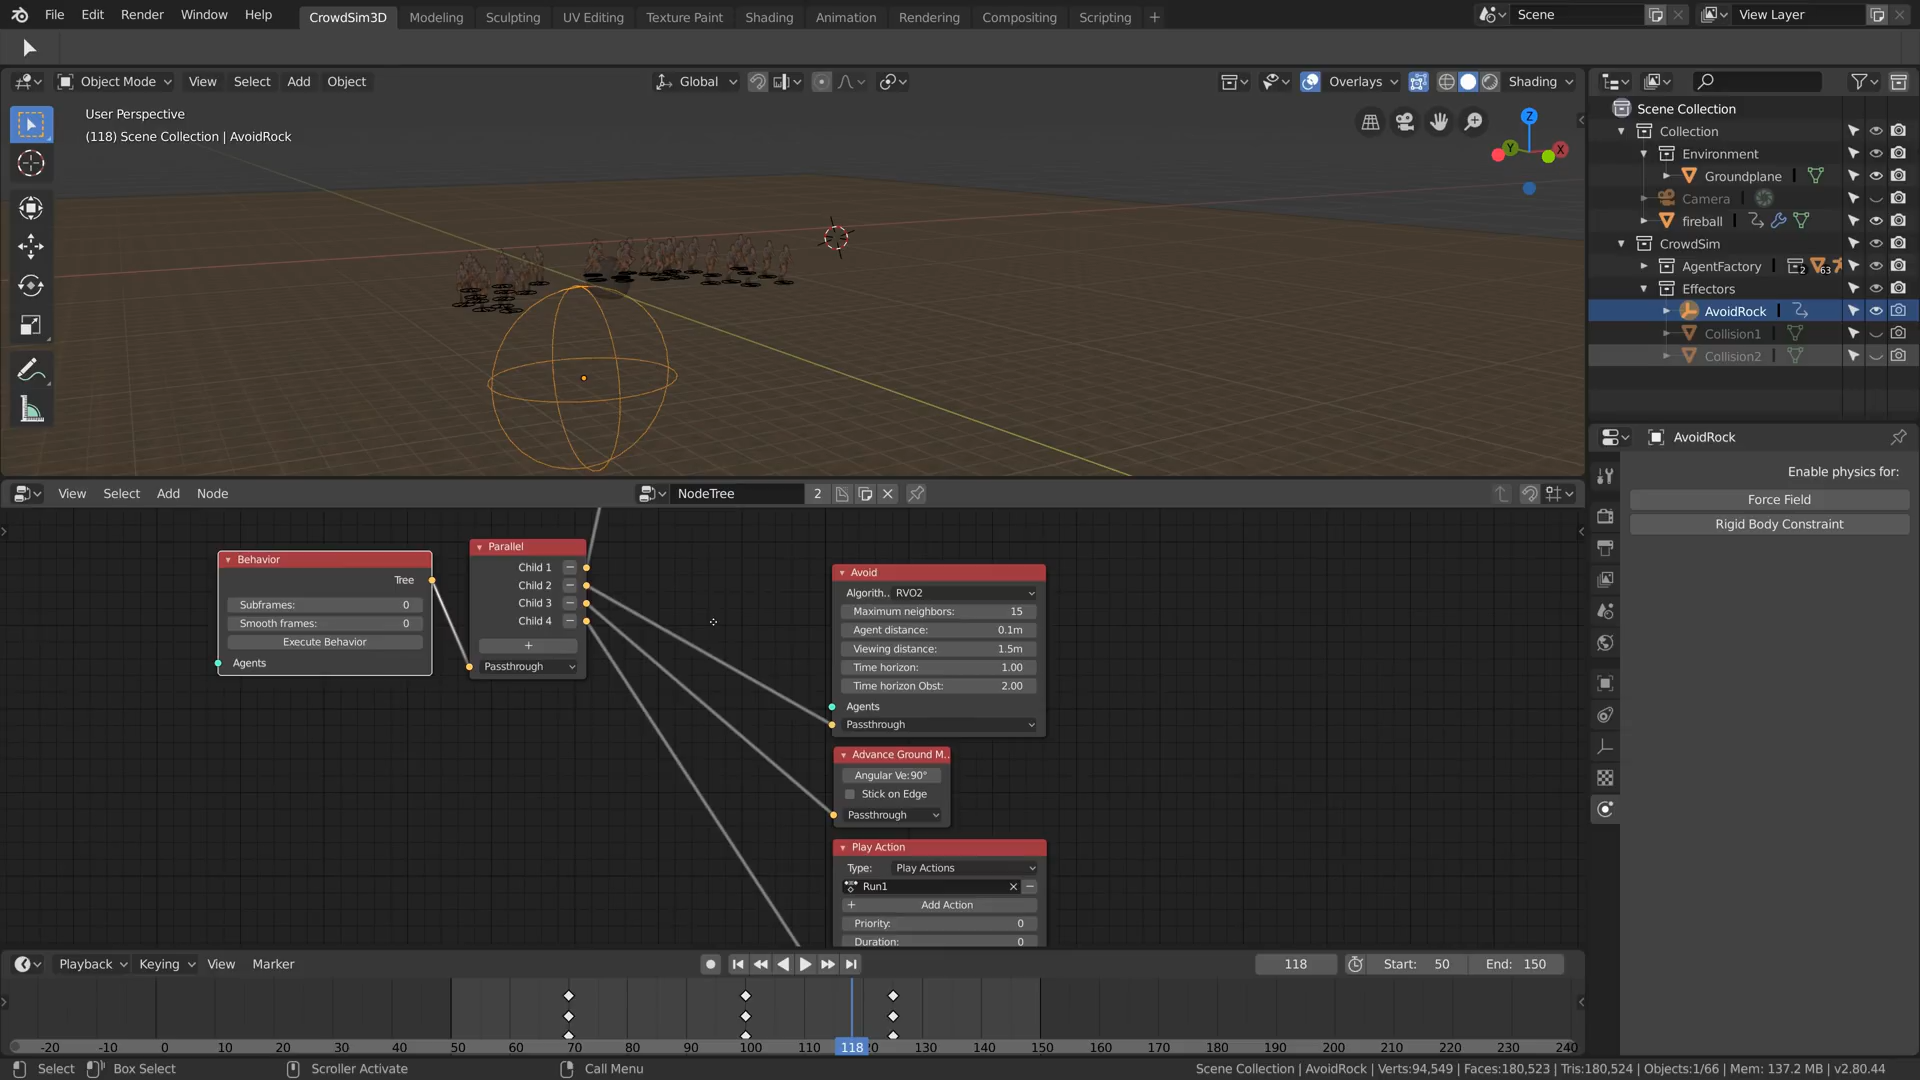 File Edit Render Window Help CrowdSim3D Modeling Sculpting UV Editing Texture Paint Shading Animation Rendering Compositing Scripting + Scene View Layer
Object Mode View Select Add Object Global Overlays Shading
User Perspective
(118) Scene Collection | AvoidRock
Z
Y
X
Scene Collection
Collection
Environment
Groundplane
Camera
fireball
CrowdSim
AgentFactory 2 63
Effectors
AvoidRock
Collision1
Collision2
AvoidRock
Enable physics for:
Force Field
Rigid Body Constraint
View Select Add Node NodeTree 2
Behavior
Tree
Subframes: 0
Smooth frames: 0
Execute Behavior
Agents
Parallel
Child 1
Child 2
Child 3
Child 4
+
Passthrough
Avoid
Algorith.. RVO2
Maximum neighbors: 15
Agent distance: 0.1m
Viewing distance: 1.5m
Time horizon: 1.00
Time horizon Obst: 2.00
Agents
Passthrough
Advance Ground M..
Angular Ve:90°
Stick on Edge
Passthrough
Play Action
Type: Play Actions
Run1
+ Add Action
Priority: 0
Duration: 0
Playback Keying View Marker 118 Start: 50 End: 150
-20 -10 0 10 20 30 40 50 60 70 80 90 100 110 118 20 130 140 150 160 170 180 190 200 210 220 230 240
Select Box Select Scroller Activate Call Menu Scene Collection | AvoidRock | Verts:94,549 | Faces:180,523 | Tris:180,524 | Objects:1/66 | Mem: 137.2 MB | v2.80.44